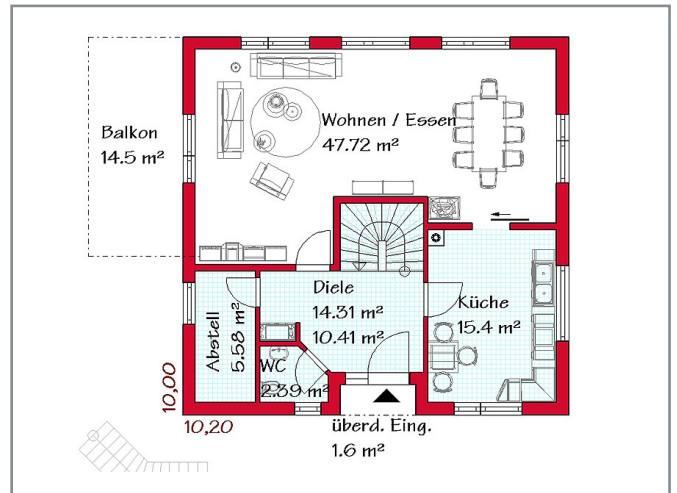 Balkon
14.5 m²
Wohnen / Essen
47.72 m²
Diele
14.31 m²
10.41 m²
Küche
15.4 m²
Abstell
5.58 m²
WC
2.39 m²
10,00
10,20
überd. Eing.
1.6 m²